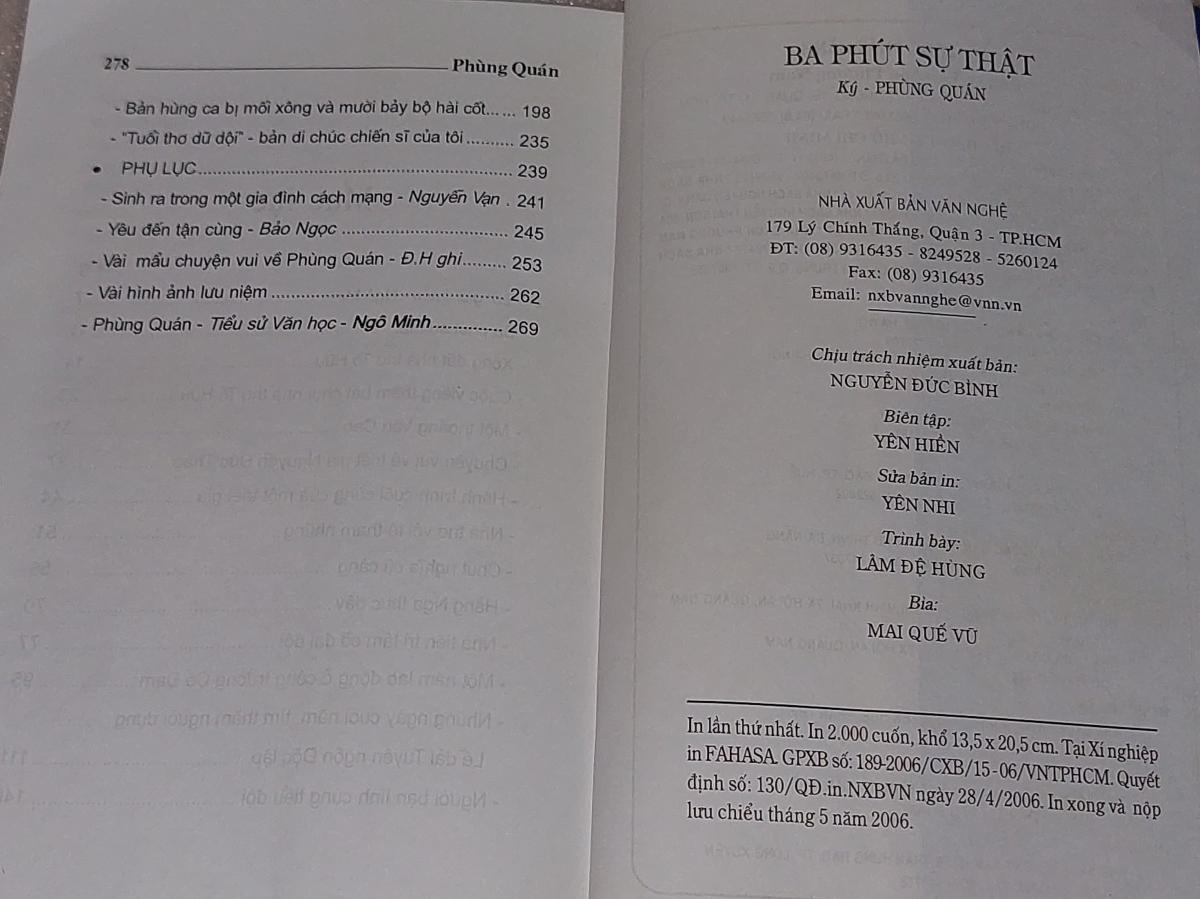 278 Phùng Quán
- Bản hùng ca bị mối xông và mười bảy bộ hài cốt...... 198
- "Tuổi thơ dữ dội" - bản di chúc chiến sĩ của tôi.......... 235
• PHỤ LỤC............................................................... 239
- Sinh ra trong một gia đình cách mạng - Nguyễn Vạn . 241
- Yêu đến tận cùng - Bảo Ngọc ................................. 245
- Vài mẩu chuyện vui về Phùng Quán - Đ.H ghi......... 253
- Vài hình ảnh lưu niệm.............................................. 262
- Phùng Quán - Tiểu sử Văn học - Ngô Minh.............. 269
BA PHÚT SỰ THẬT
Ký - PHÙNG QUÁN
NHÀ XUẤT BẢN VĂN NGHỆ
179 Lý Chính Thắng, Quận 3 - TP.HCM
ĐT: (08) 9316435 - 8249528 - 5260124
Fax: (08) 9316435
Email: nxbvannghe@vnn.vn
Chịu trách nhiệm xuất bản:
NGUYỄN ĐỨC BÌNH
Biên tập:
YÊN HIỀN
Sửa bản in:
YÊN NHI
Trình bày:
LÂM ĐỆ HÙNG
Bìa:
MAI QUẾ VŨ
In lần thứ nhất. In 2.000 cuốn, khổ 13,5 x 20,5 cm. Tại Xí nghiệp
in FAHASA. GPXB số: 189-2006/CXB/15-06/VNTPHCM. Quyết
định số: 130/QĐ.in.NXBVN ngày 28/4/2006. In xong và nộp
lưu chiểu tháng 5 năm 2006.